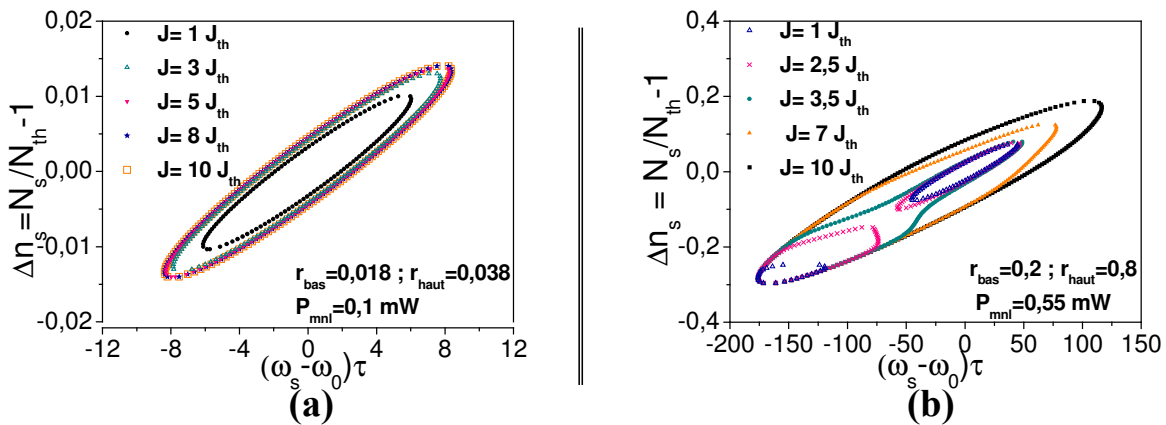 0,02
0,01
0,00
-0,01
-0,02
Δn_s =N_s/N_th-1
J= 1 J_th
J= 3 J_th
J= 5 J_th
J= 8 J_th
J= 10 J_th
r_bas=0,018 ; r_haut=0,038
P_mnl=0,1 mW
-12 -8 -4 0 4 8 12
(ω_s-ω_0)τ
(a)
0,4
0,2
0,0
-0,2
-0,4
Δn_s = N_s/N_th-1
J= 1 J_th
J= 2,5 J_th
J= 3,5 J_th
J= 7 J_th
J= 10 J_th
r_bas=0,2 ; r_haut=0,8
P_mnl=0,55 mW
-200 -150 -100 -50 0 50 100 150
(ω_s-ω_0)τ
(b)